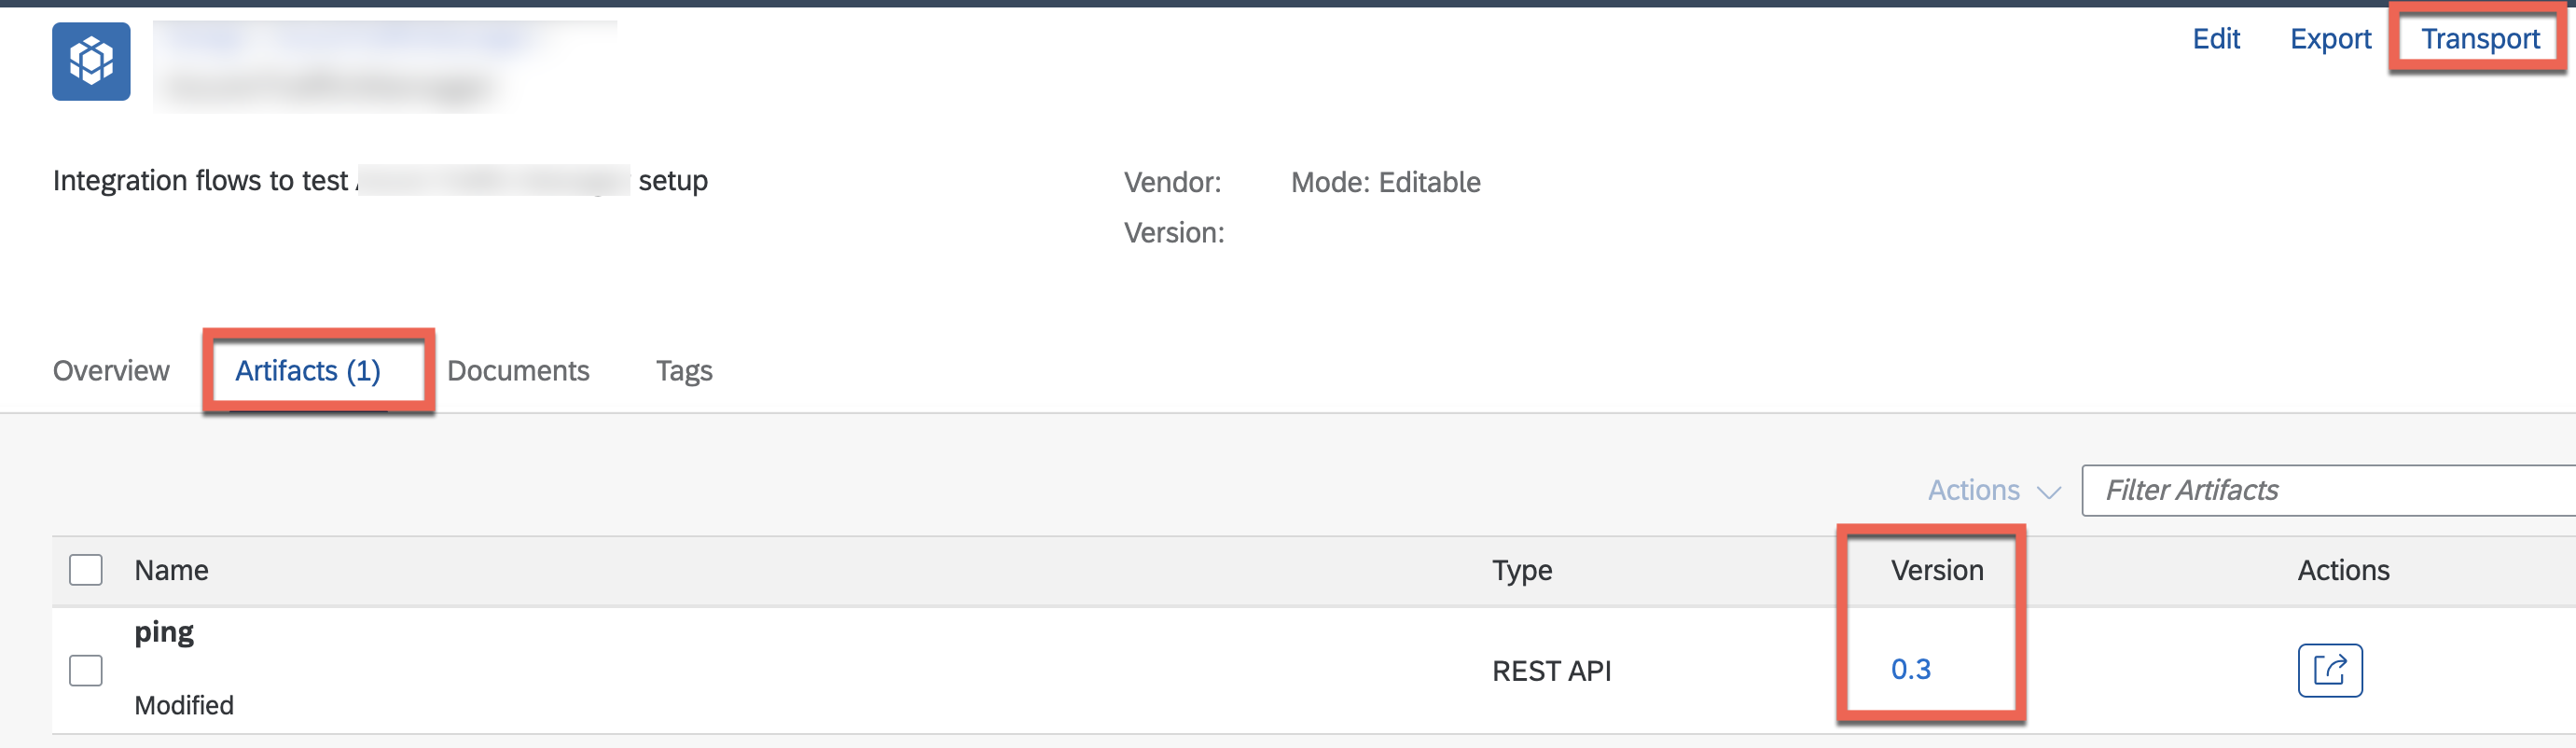 Edit Export Transport
Integration flows to test setup
Vendor: Mode: Editable
Version:
Overview Artifacts (1) Documents Tags
Actions Filter Artifacts
Name Type Version Actions
ping
REST API 0.3
Modified